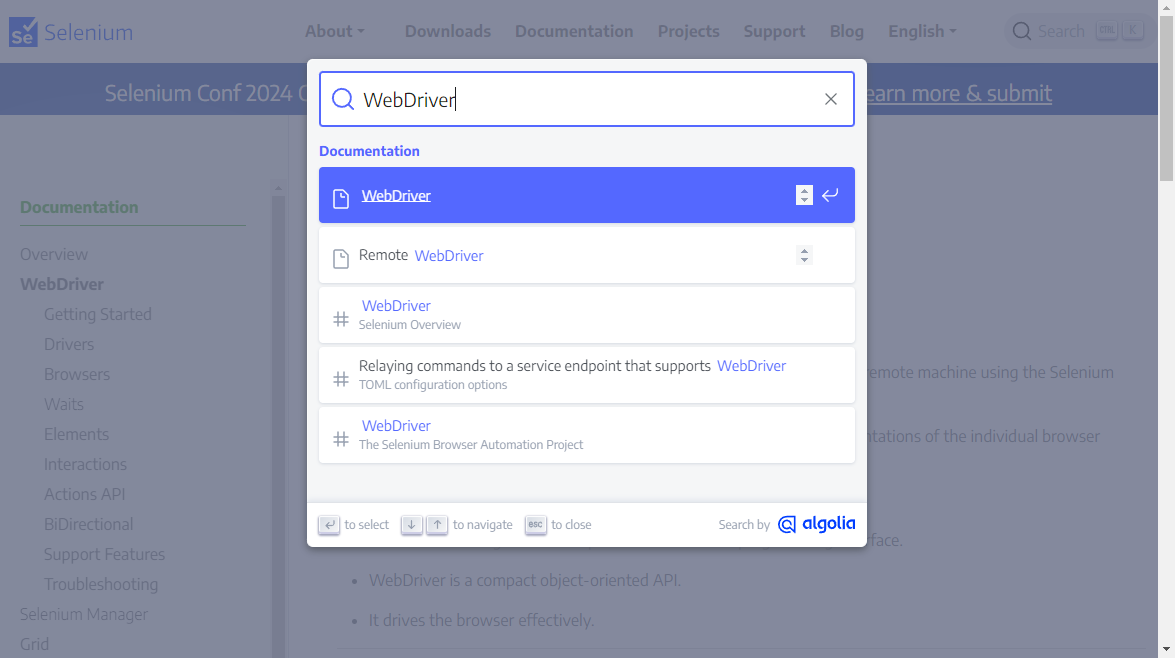 Selenium
About
Downloads
Documentation
Projects
Support
Blog
English
Search
CTRL
K
Selenium Conf 2024
earn more & submit
WebDriver
Documentation
WebDriver
Remote WebDriver
WebDriver
Selenium Overview
Relaying commands to a service endpoint that supports WebDriver
TOML configuration options
WebDriver
The Selenium Browser Automation Project
to select
to navigate
esc to close
Search by algolia
Documentation
Overview
WebDriver
Getting Started
Drivers
Browsers
Waits
Elements
Interactions
Actions API
BiDirectional
Support Features
Troubleshooting
Selenium Manager
Grid
remote machine using the Selenium
ntations of the individual browser
rface.
WebDriver is a compact object-oriented API.
It drives the browser effectively.